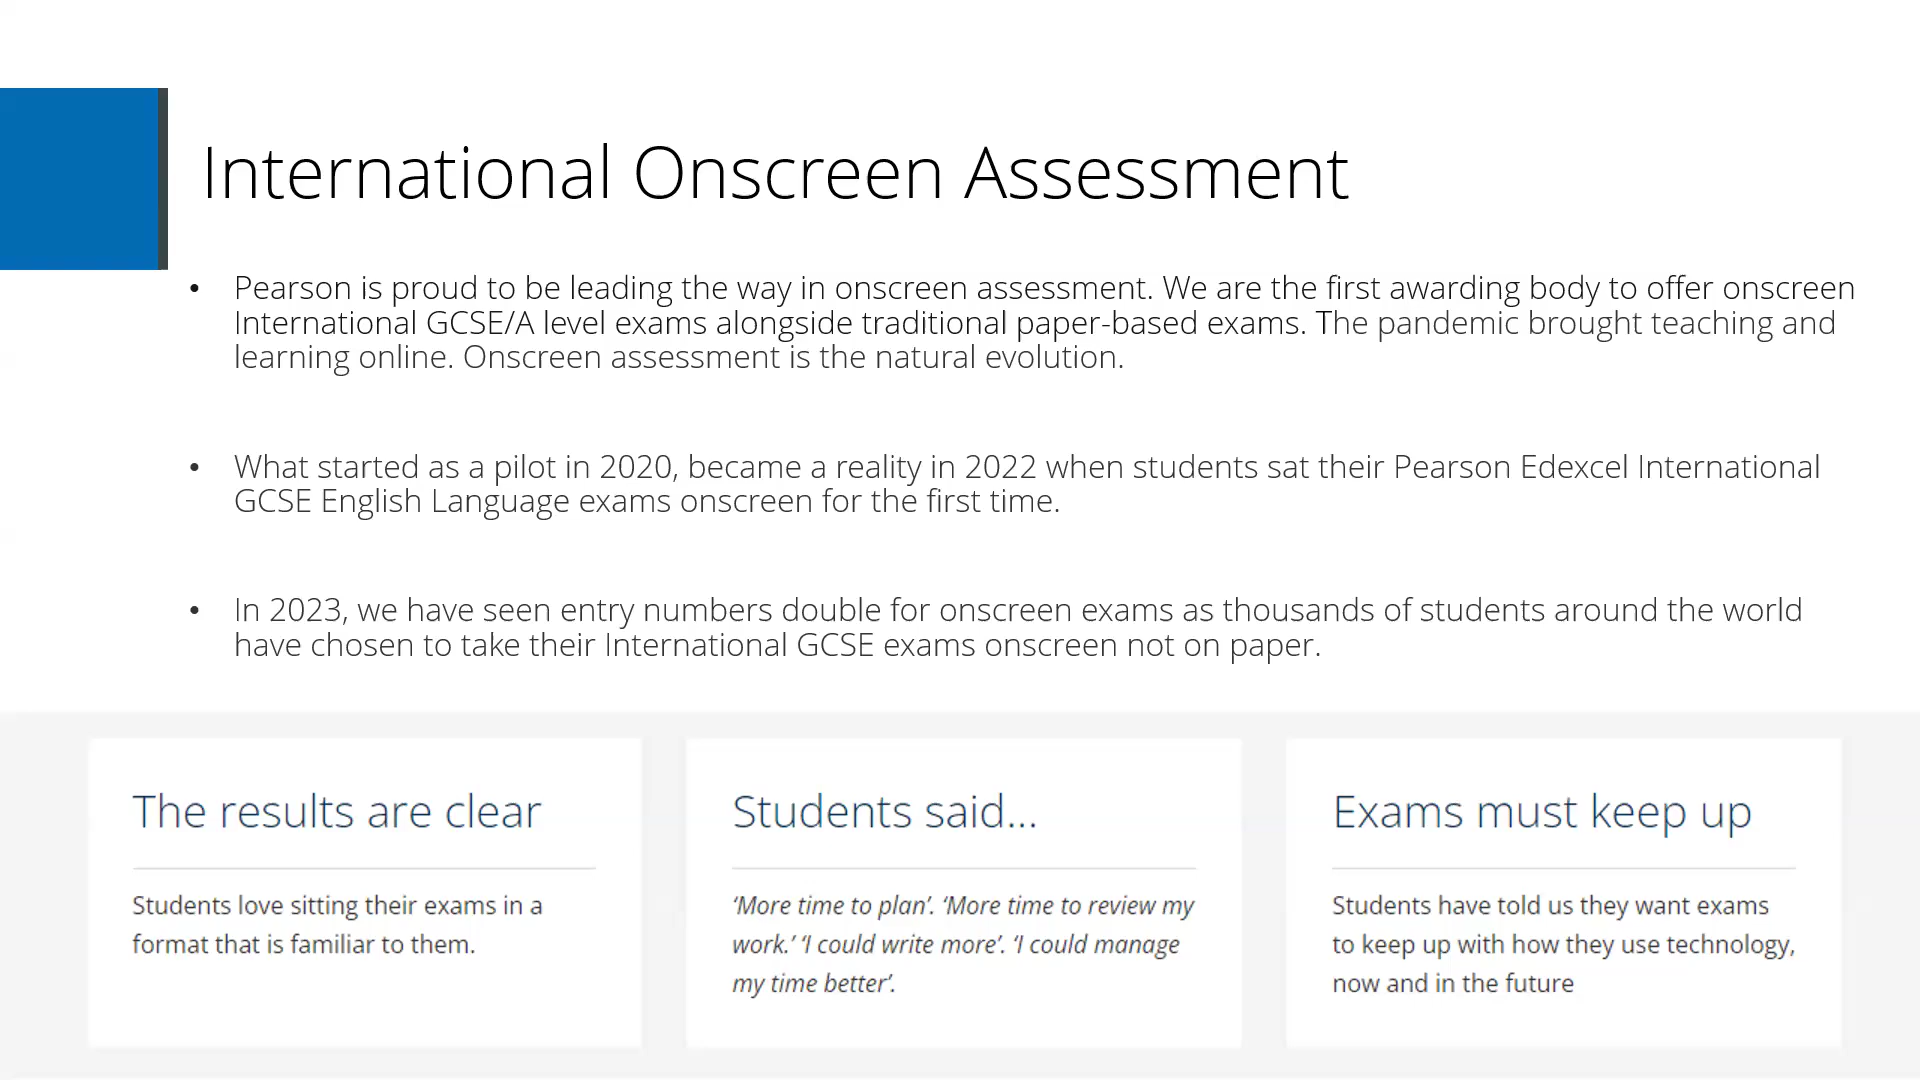 International Onscreen Assessment
• Pearson is proud to be leading the way in onscreen assessment. We are the first awarding body to offer onscreen
International GCSE/A level exams alongside traditional paper-based exams. The pandemic brought teaching and
learning online. Onscreen assessment is the natural evolution.
• What started as a pilot in 2020, became a reality in 2022 when students sat their Pearson Edexcel International
GCSE English Language exams onscreen for the first time.
• In 2023, we have seen entry numbers double for onscreen exams as thousands of students around the world
have chosen to take their International GCSE exams onscreen not on paper.
The results are clear
Students love sitting their exams in a
format that is familiar to them.
Students said...
‘More time to plan’. ‘More time to review my
work.’ ‘I could write more’. ‘I could manage
my time better’.
Exams must keep up
Students have told us they want exams
to keep up with how they use technology,
now and in the future